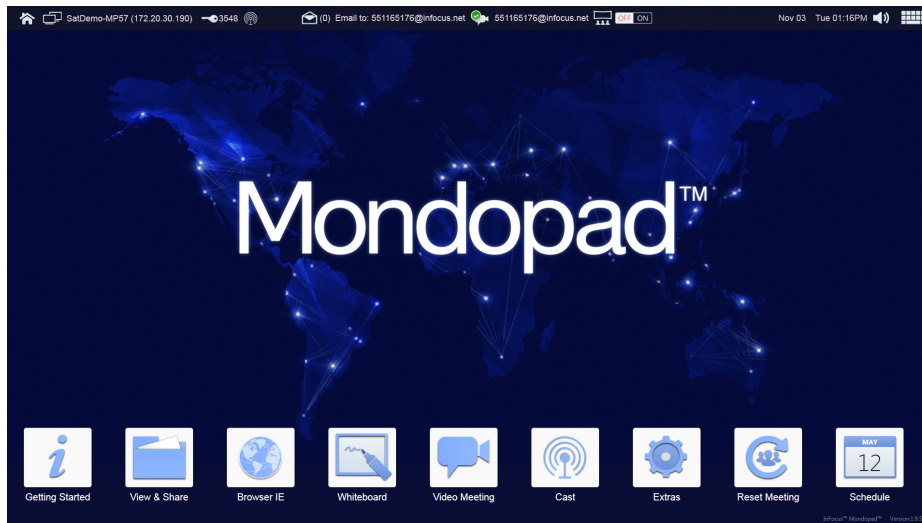 SatDemo-MP57 (172.20.30.190) 3548 (0) Email to: 551165176@infocus.net 551165176@infocus.net OFF ON Nov 03 Tue 01:16PM
Mondopad™
MAY
12
Getting Started View & Share Browser IE Whiteboard Video Meeting Cast Extras Reset Meeting Schedule
InFocus™ Mondopad™ Version1.9.